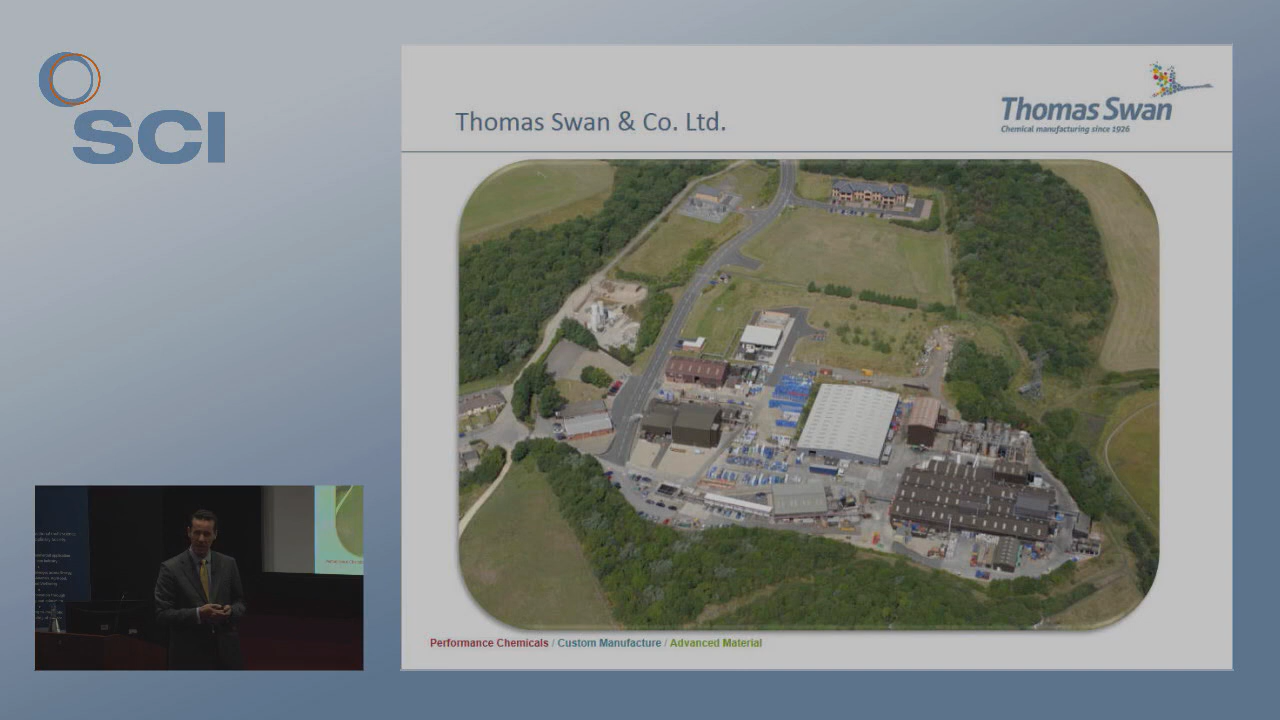 SCI
Thomas Swan & Co. Ltd.
Thomas Swan
Chemical manufacturing since 1926
Performance Chemicals / Custom Manufacture / Advanced Material